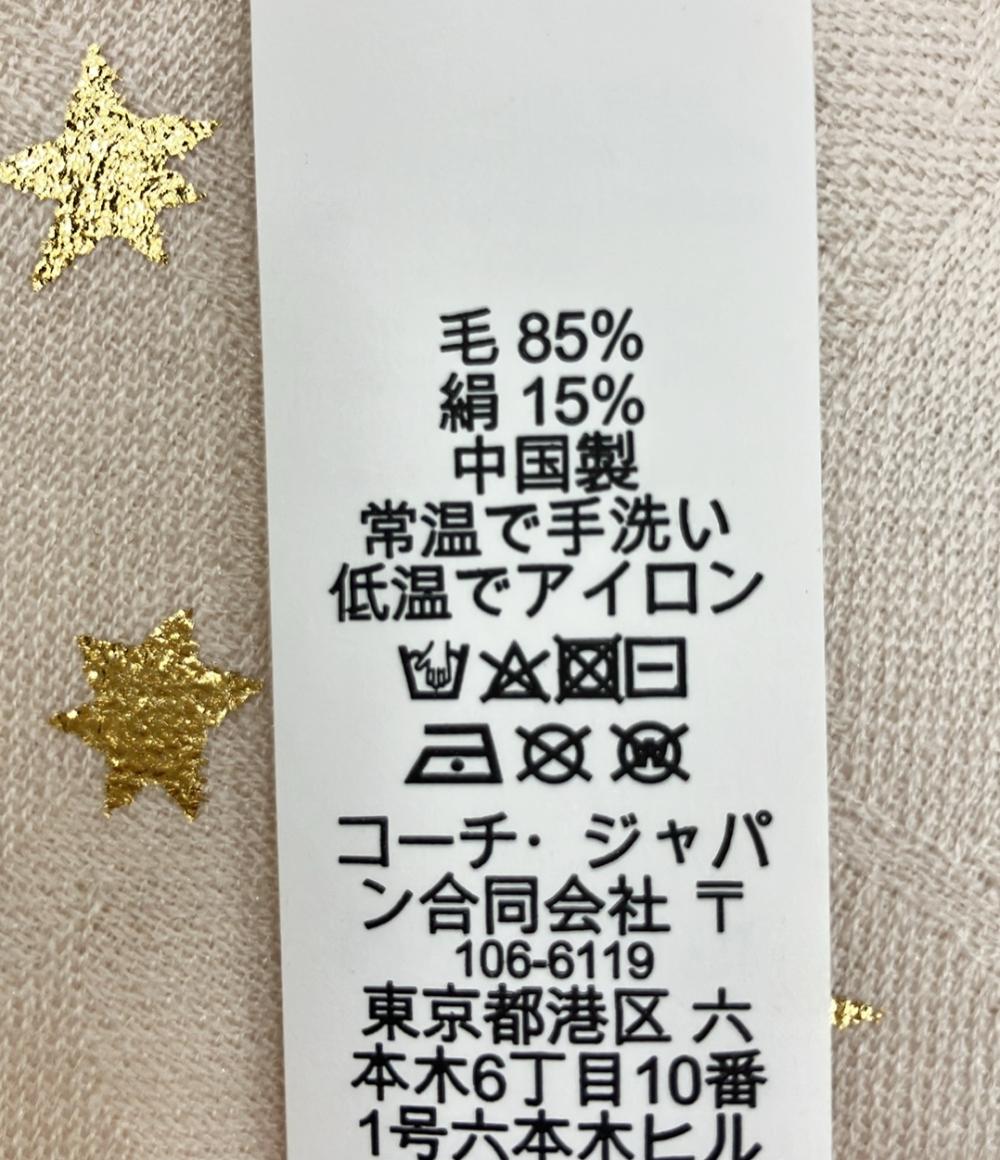 毛 85%
絹 15%
中国製
常温で手洗い
低温でアイロン
W
コーチ・ ジャパ
ン合同会社 〒
106-6119
東京都港区 六
本木6丁目10番
1号六本木ヒル